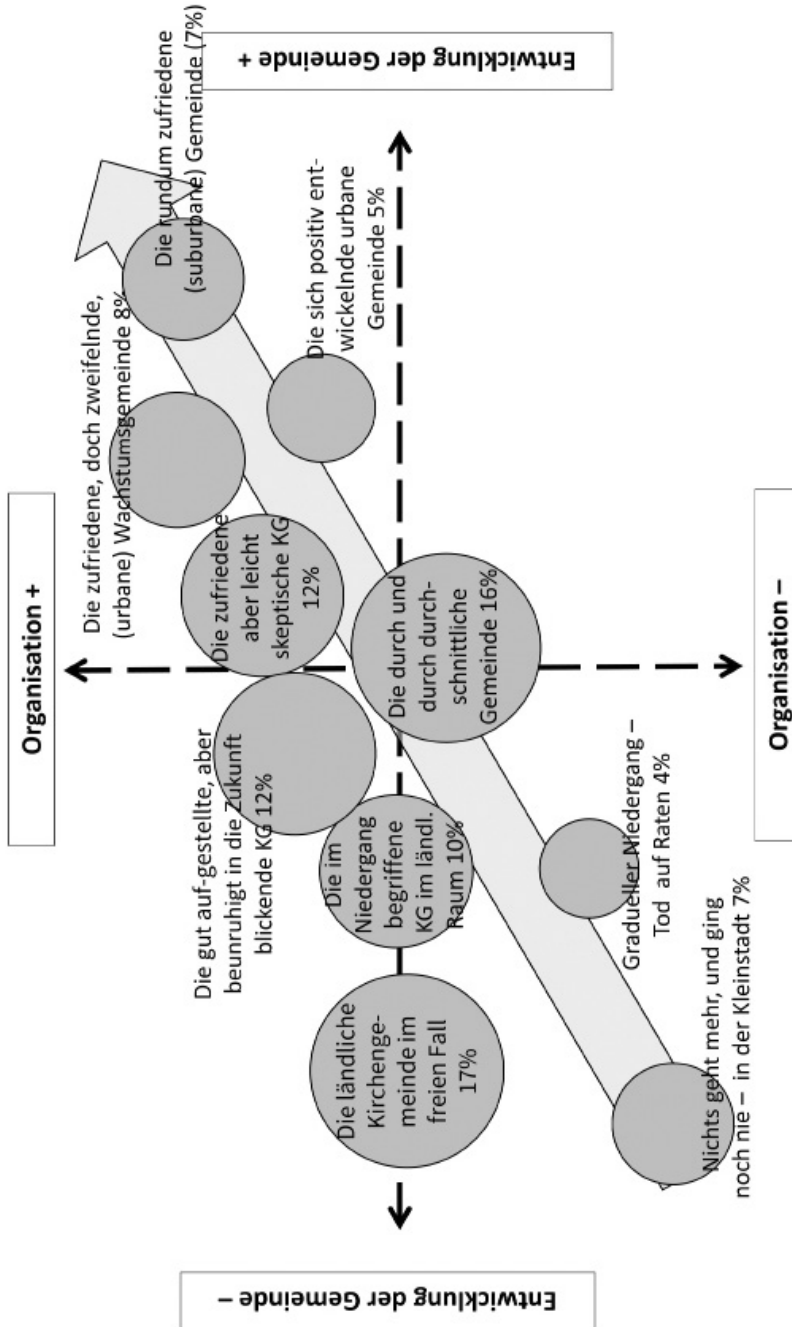 Organisation +
Die zufriedene, doch zweifelnde,
(urbane) Wachstumsgemeinde 8%
Die rundum zufriedene
(suburbane) Gemeinde (7%)
Die gut auf-gestellte, aber
beunruhigt in die Zukunft
blickende KG 12%
Die zufriedene
aber leicht
skeptische KG
12%
Die sich positiv ent-
wickelnde urbane
Gemeinde 5%
Entwicklung der Gemeinde –
Entwicklung der Gemeinde +
Die ländliche
Kirchenge-
meinde im
freien Fall
17%
Die im
Niedergang
begriffene
KG im ländl.
Raum 10%
Die durch und
durch durch-
schnittliche
Gemeinde 16%
Gradueller Niedergang –
Tod auf Raten 4%
Nichts geht mehr, und ging
noch nie – in der Kleinstadt 7%
Organisation –